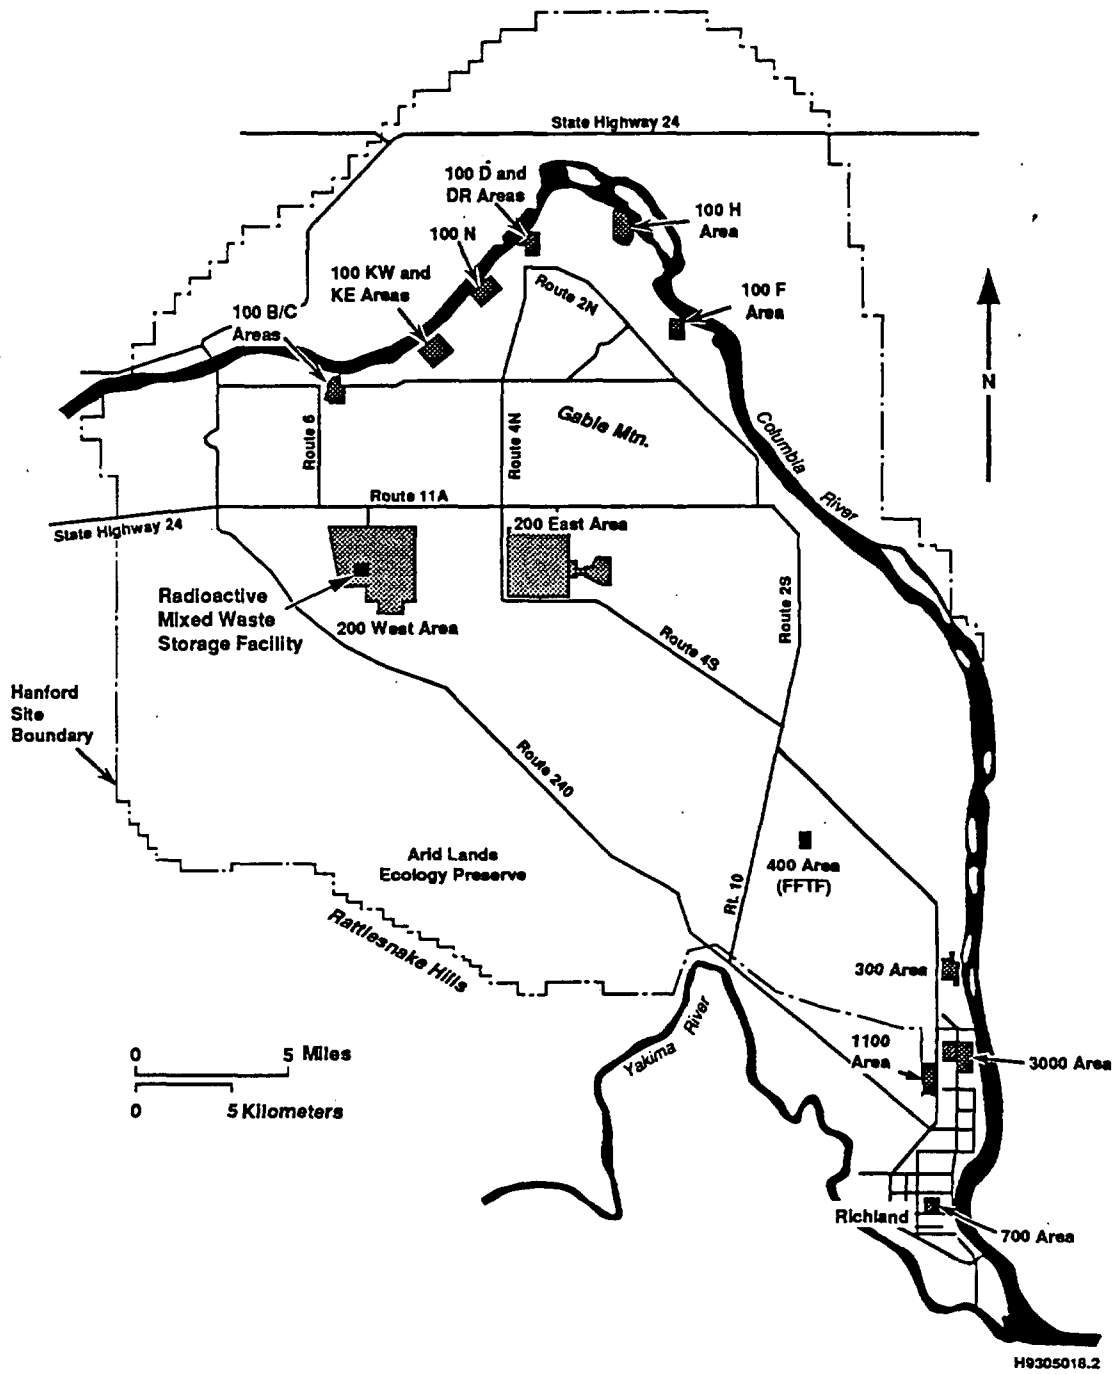 State Highway 24
100 D and
DR Areas
100 H
Area
100 N
100 KW and
KE Areas
Route 2N
100 F
Area
100 B/C
Areas
N
Gable Mtn.
Columbia
River
Route 6
Route 4N
Route 11A
State Highway 24
200 East Area
Radioactive
Mixed Waste
Storage Facility
200 West Area
Route 2S
Route 4S
Hanford
Site
Boundary
Route 240
Arid Lands
Ecology Preserve
400 Area
(FFTF)
Rt. 10
Rattlesnake Hills
300 Area
Yakima
River
1100
Area
3000 Area
0 5 Miles
0 5 Kilometers
Richland
700 Area
H9305018.2